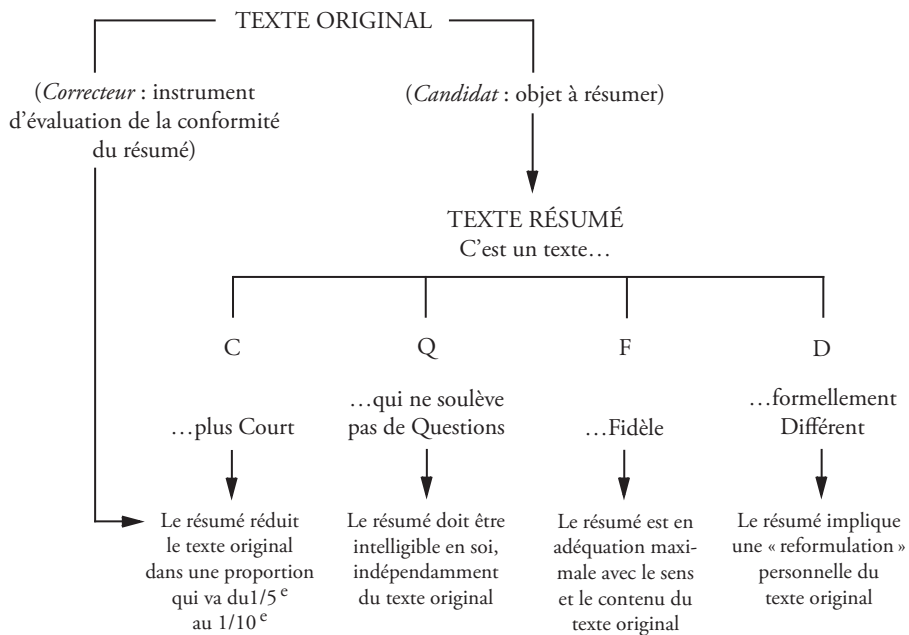 TEXTE ORIGINAL
(Correcteur : instrument
d'évaluation de la conformité
du résumé)
(Candidat : objet à résumer)
TEXTE RÉSUMÉ
C'est un texte…
C
Q
F
D
…plus Court
…qui ne soulève
pas de Questions
…Fidèle
…formellement
Différent
Le résumé réduit
le texte original
dans une proportion
qui va du1/5 e
au 1/10 e
Le résumé doit être
intelligible en soi,
indépendamment
du texte original
Le résumé est en
adéquation maxi-
male avec le sens
et le contenu du
texte original
Le résumé implique
une « reformulation »
personnelle du
texte original